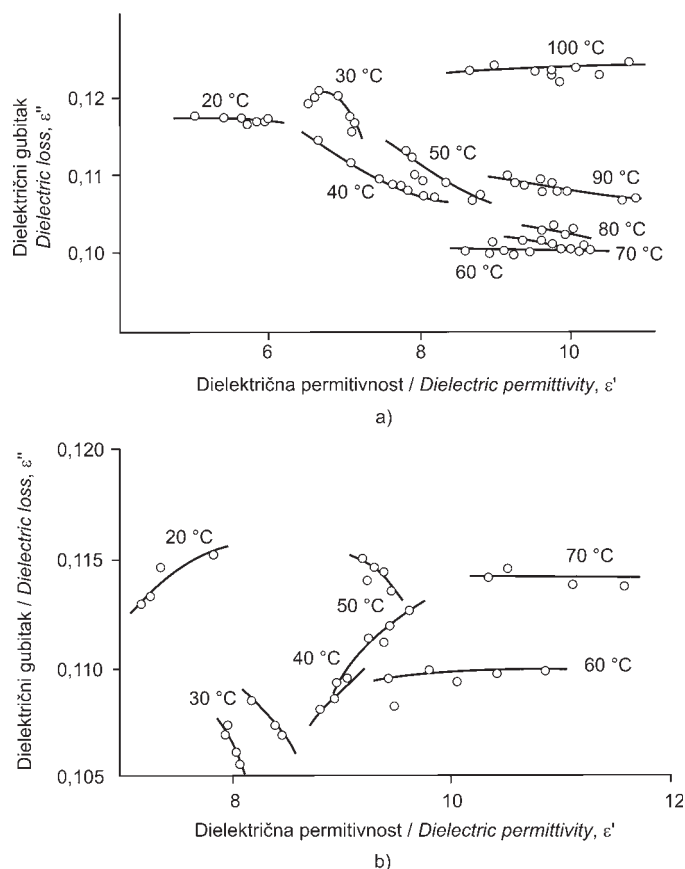 Dielektrični gubitak
Dielectric loss, ε"
0,12
0,11
0,10
20 °C
30 °C
100 °C
50 °C
40 °C
90 °C
80 °C
70 °C
60 °C
6
8
10
Dielektrična permitivnost / Dielectric permittivity, ε'
a)
Dielektrični gubitak / Dielectric loss, ε"
0,120
0,115
0,110
0,105
20 °C
50 °C
70 °C
40 °C
60 °C
30 °C
8
10
12
Dielektrična permitivnost / Dielectric permittivity, ε'
b)